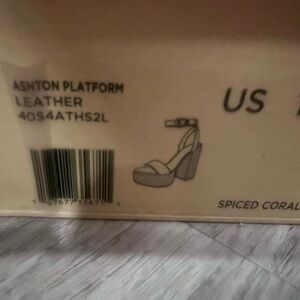 ASHTON PLATFORM
LEATHER
40S4ATHS2L
US
SPICED CORAL